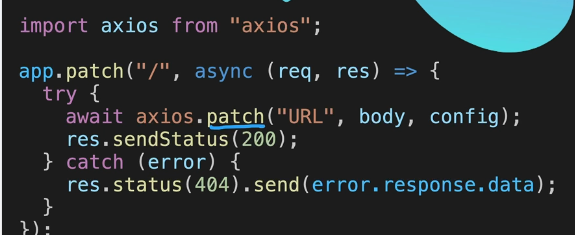 import axios from "axios";
app.patch("/", async (req, res) => {
try {
await axios.patch("URL", body, config);
res.sendStatus(200);
} catch (error) {
res.status(404).send(error.response.data);
}
});